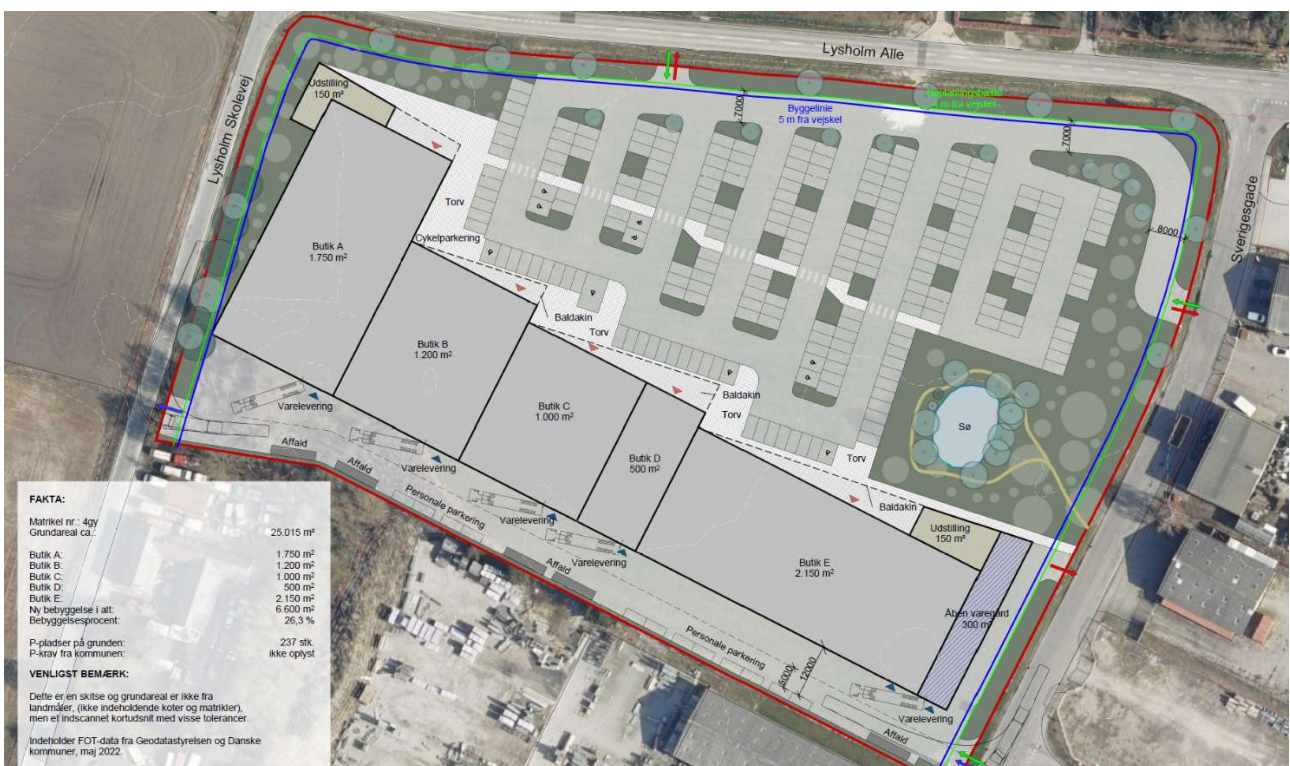 Lysholm Alle
Lysholm Skolevej
Sverigesgade
Udstilling
150 m²
Byggelinie
5 m fra vejskel
7000
7000
8000
Torv
Cykelparkering
Butik A
1.750 m²
Baldakin
Torv
Butik B
1.200 m²
Baldakin
Torv
Butik C
1.000 m²
Butik D
500 m²
Torv
Baldakin
Sø
Udstilling
150 m²
Butik E
2.150 m²
Åben varegård
300 m²
Varelevering
Affald
Affald
Varelevering
Personale parkering
Varelevering
Varelevering
Affald
Personale parkering
5000
12000
Varelevering
Affald
P
P
P
P
P
P
P
P
P
P
FAKTA:
Matrikel nr.: 4gy
Grundareal ca.: 25.015 m²
Butik A: 1.750 m²
Butik B: 1.200 m²
Butik C: 1.000 m²
Butik D: 500 m²
Butik E: 2.150 m²
Ny bebyggelse i alt: 6.600 m²
Bebyggelsesprocent: 26,3 %
P-pladser på grunden: 237 stk.
P-krav fra kommunen: ikke oplyst
VENLIGST BEMÆRK:
Dette er en skitse og grundareal er ikke fra
landmåler, (ikke indeholdende koter og matrikler),
men et indscannet kortudsnit med visse tolerancer.
Indeholder FOT-data fra Geodatastyrelsen og Danske
kommuner, maj 2022.